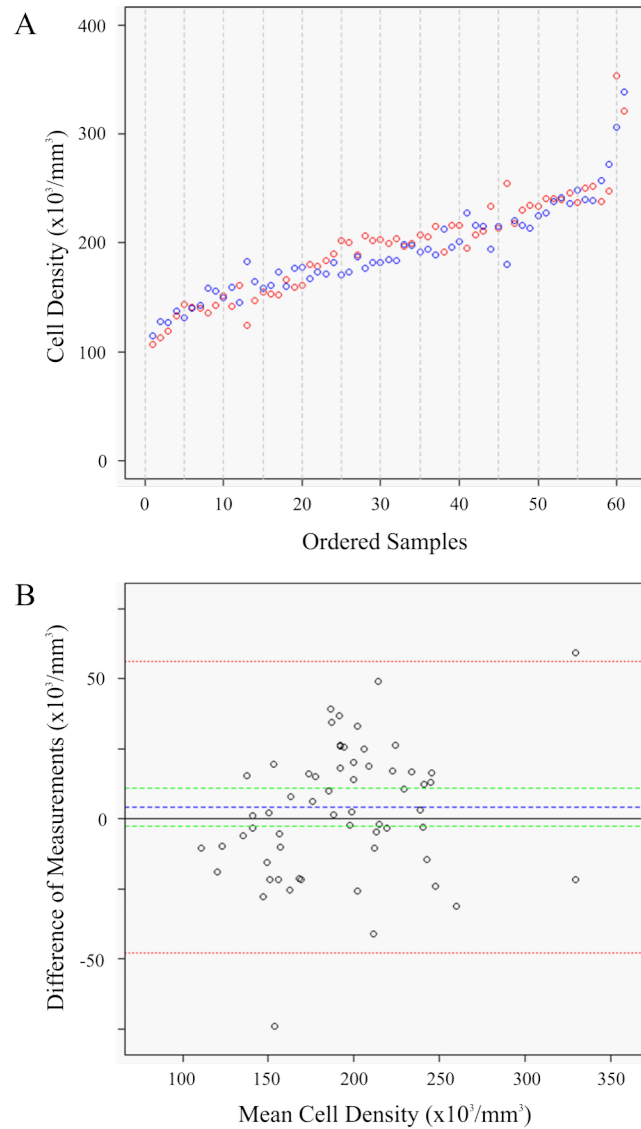 A
Cell Density (x10³/mm³)
400
300
200
100
0
0 10 20 30 40 50 60
Ordered Samples
B
Difference of Measurements (x10³/mm³)
50
0
-50
100 150 200 250 300 350
Mean Cell Density (x10³/mm³)